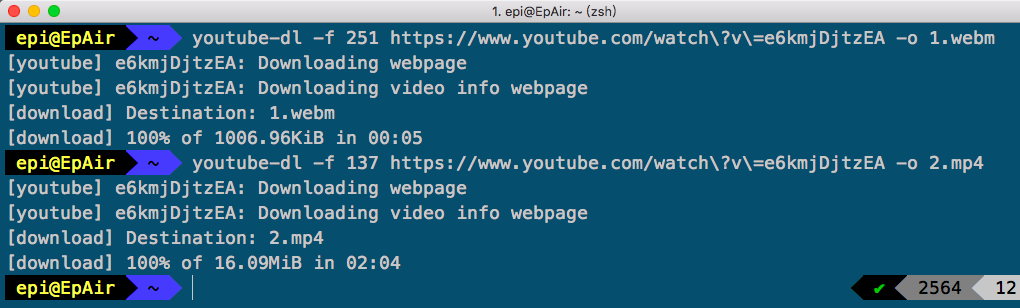 1. epi@EpAir: ~ (zsh)
epi@EpAir ~ youtube-dl -f 251 https://www.youtube.com/watch\?v\=e6kmjDjtzEA -o 1.webm
[youtube] e6kmjDjtzEA: Downloading webpage
[youtube] e6kmjDjtzEA: Downloading video info webpage
[download] Destination: 1.webm
[download] 100% of 1006.96KiB in 00:05
epi@EpAir ~ youtube-dl -f 137 https://www.youtube.com/watch\?v\=e6kmjDjtzEA -o 2.mp4
[youtube] e6kmjDjtzEA: Downloading webpage
[youtube] e6kmjDjtzEA: Downloading video info webpage
[download] Destination: 2.mp4
[download] 100% of 16.09MiB in 02:04
epi@EpAir ~ ✔ 2564 12